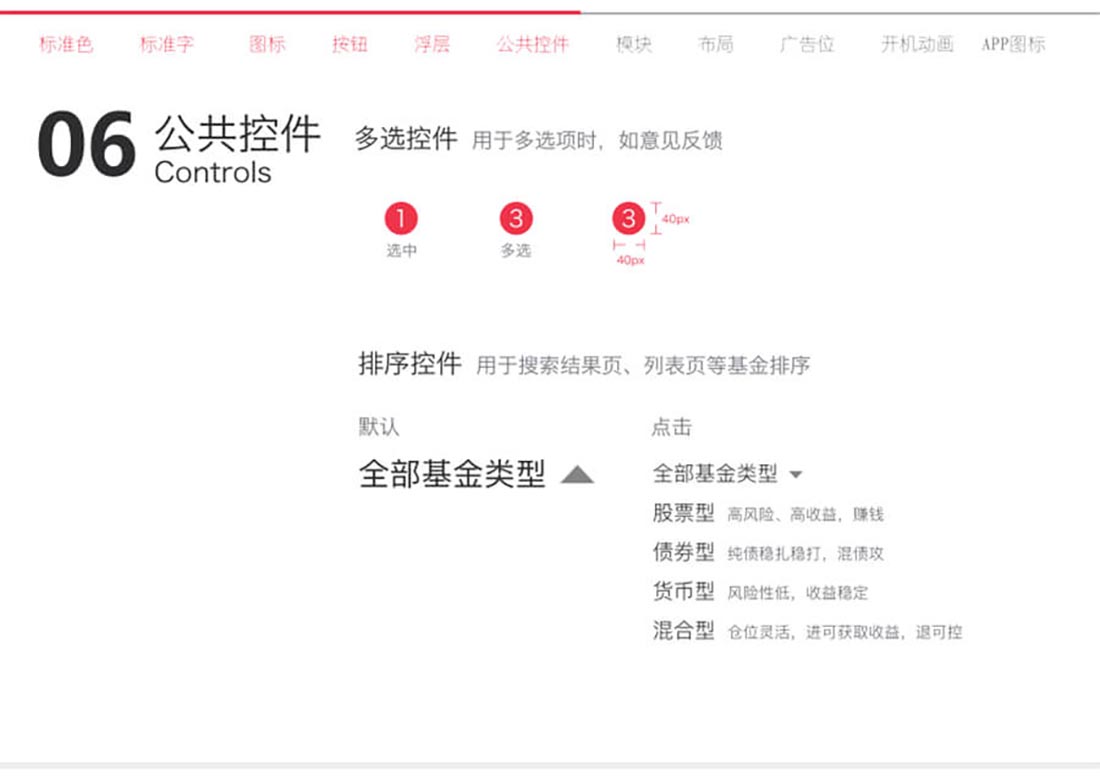 标准色 标准字 图标 按钮 浮层 公共控件 模块 布局 广告位 开机动画 APP图标
06 公共控件
Controls
多选控件 用于多选项时，如意见反馈
1 3 3 40px
选中 多选
40px
排序控件 用于搜索结果页、列表页等基金排序
默认 点击
全部基金类型 全部基金类型
股票型 高风险、高收益，赚钱
债券型 纯债稳扎稳打，混债攻
货币型 风险性低，收益稳定
混合型 仓位灵活，进可获取收益，退可控